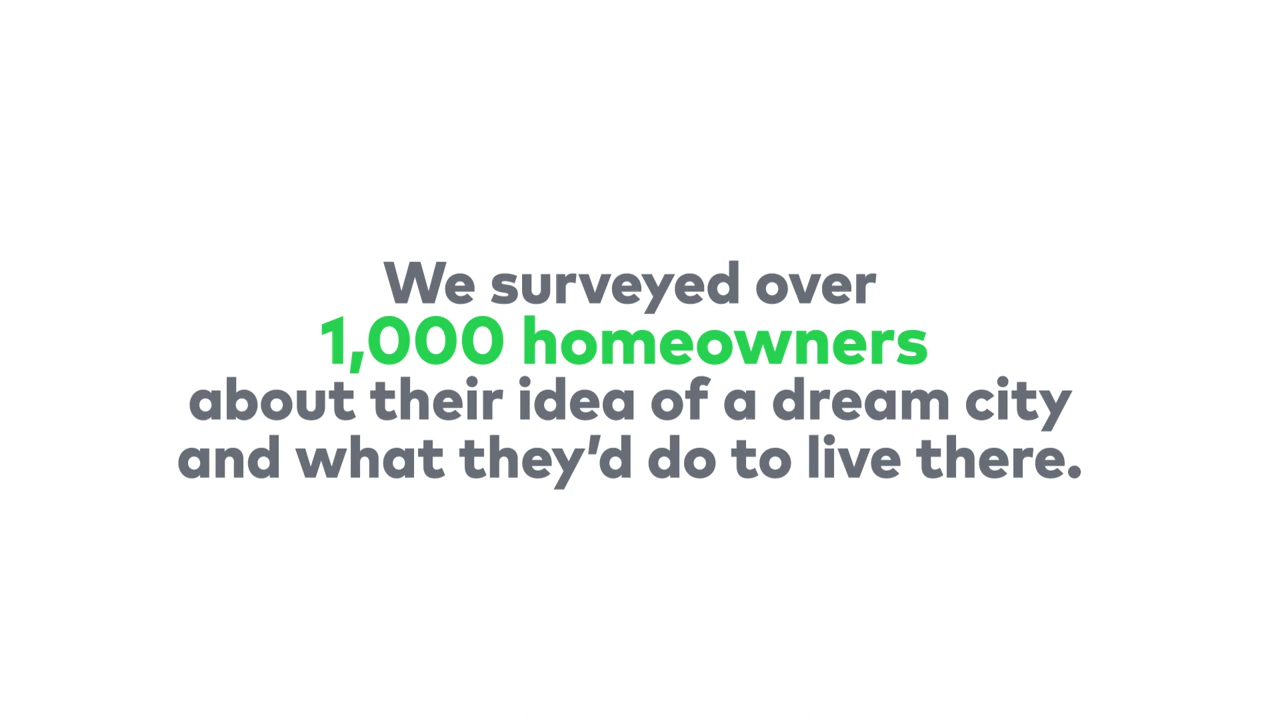 We surveyed over
1,000 homeowners
about their idea of a dream city
and what they’d do to live there.